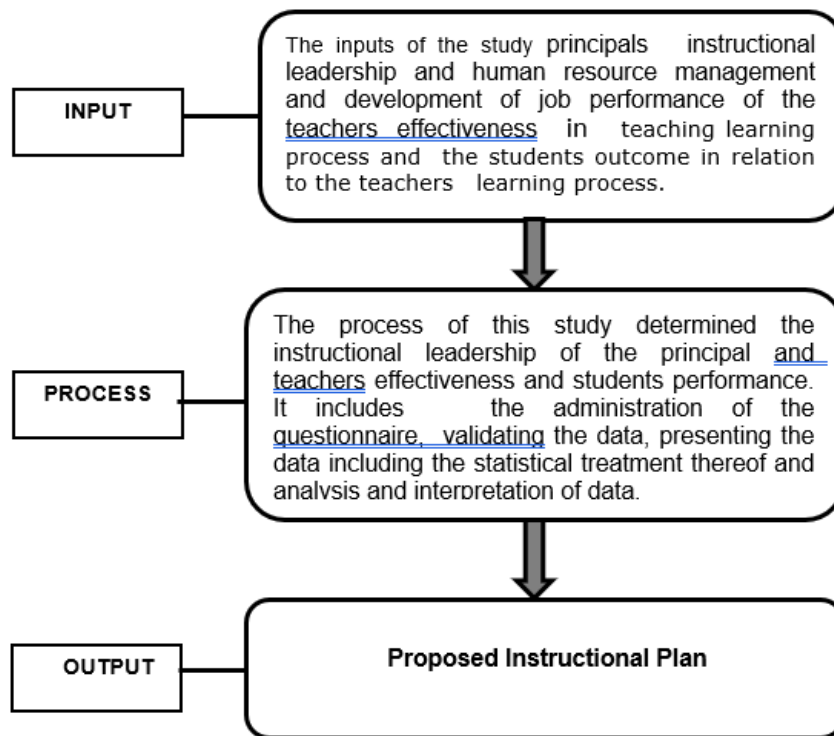 INPUT
The inputs of the study principals instructional
leadership and human resource management
and development of job performance of the
teachers effectiveness in teaching learning
process and the students outcome in relation
to the teachers learning process.
PROCESS
The process of this study determined the
instructional leadership of the principal and
teachers effectiveness and students performance.
It includes the administration of the
questionnaire, validating the data, presenting the
data including the statistical treatment thereof and
analysis and interpretation of data.
OUTPUT
Proposed Instructional Plan